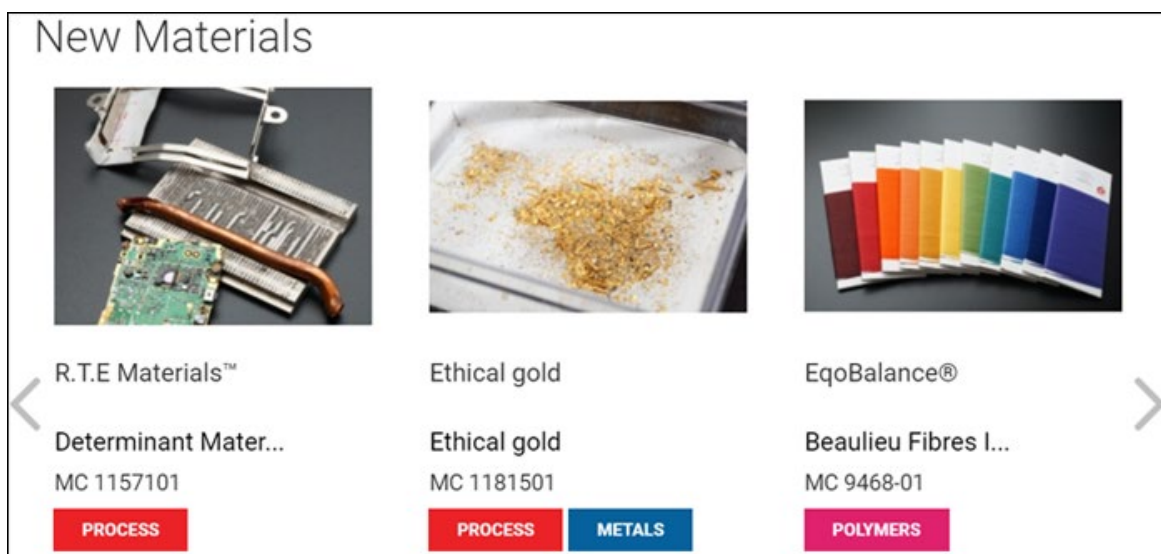 New Materials
R.T.E Materials™
Determinant Mater...
MC 1157101
PROCESS
Ethical gold
Ethical gold
MC 1181501
PROCESS METALS
EqoBalance®
Beaulieu Fibres I...
MC 9468-01
POLYMERS